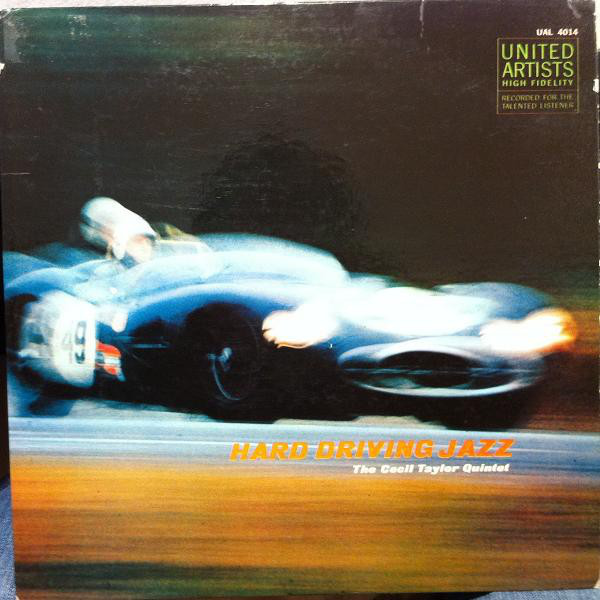 UAL 4014
UNITED
ARTISTS
HIGH FIDELITY
RECORDED FOR THE
TALENTED LISTENER
49
HARD DRIVING JAZZ
The Cecil Taylor Quintet